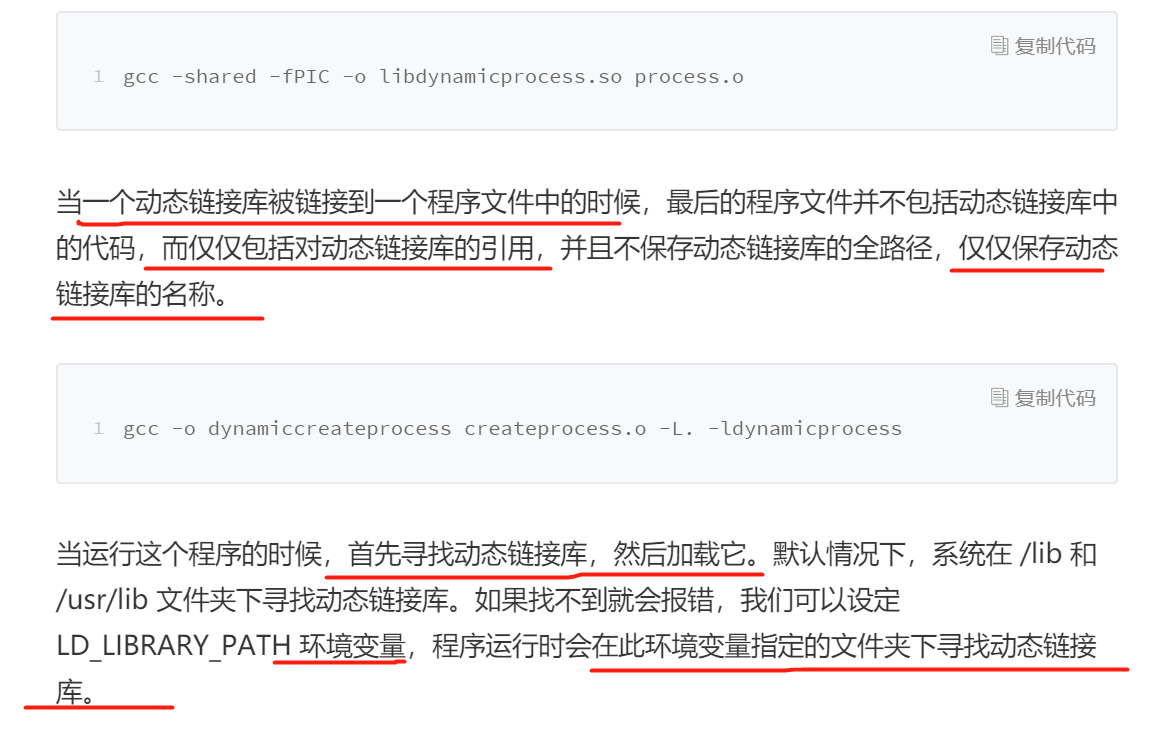 复制代码
1 gcc -shared -fPIC -o libdynamicprocess.so process.o
当一个动态链接库被链接到一个程序文件中的时候，最后的程序文件并不包括动态链接库中
的代码，而仅仅包括对动态链接库的引用，并且不保存动态链接库的全路径，仅仅保存动态
链接库的名称。
复制代码
1 gcc -o dynamiccreateprocess createprocess.o -L. -ldynamicprocess
当运行这个程序的时候，首先寻找动态链接库，然后加载它。默认情况下，系统在 /lib 和
/usr/lib 文件夹下寻找动态链接库。如果找不到就会报错，我们可以设定
LD_LIBRARY_PATH 环境变量，程序运行时会在此环境变量指定的文件夹下寻找动态链接
库。